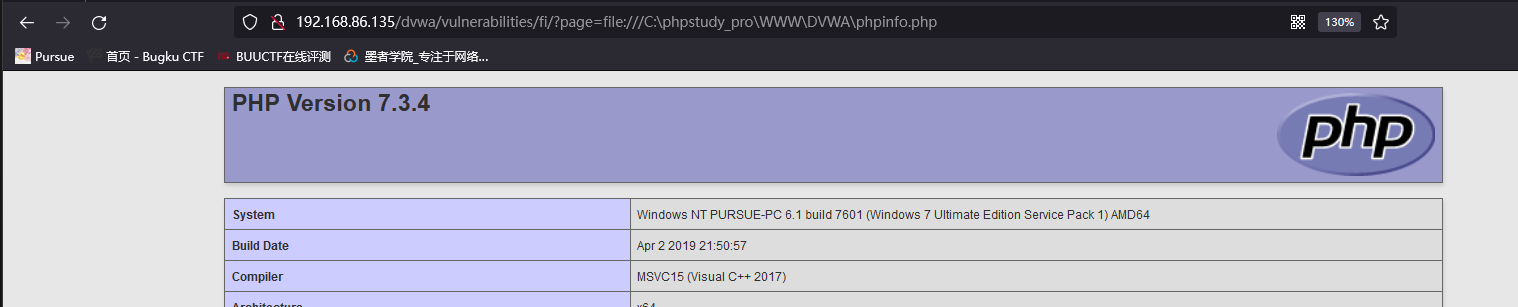 192.168.86.135/dvwa/vulnerabilities/fi/?page=file:///C:\phpstudy_pro\WWW\DVWA\phpinfo.php
130%
Pursue
首页 - Bugku CTF
BUUCTF在线评测
墨者学院_专注于网络...
PHP Version 7.3.4
php
System
Windows NT PURSUE-PC 6.1 build 7601 (Windows 7 Ultimate Edition Service Pack 1) AMD64
Build Date
Apr 2 2019 21:50:57
Compiler
MSVC15 (Visual C++ 2017)
Architecture
x64